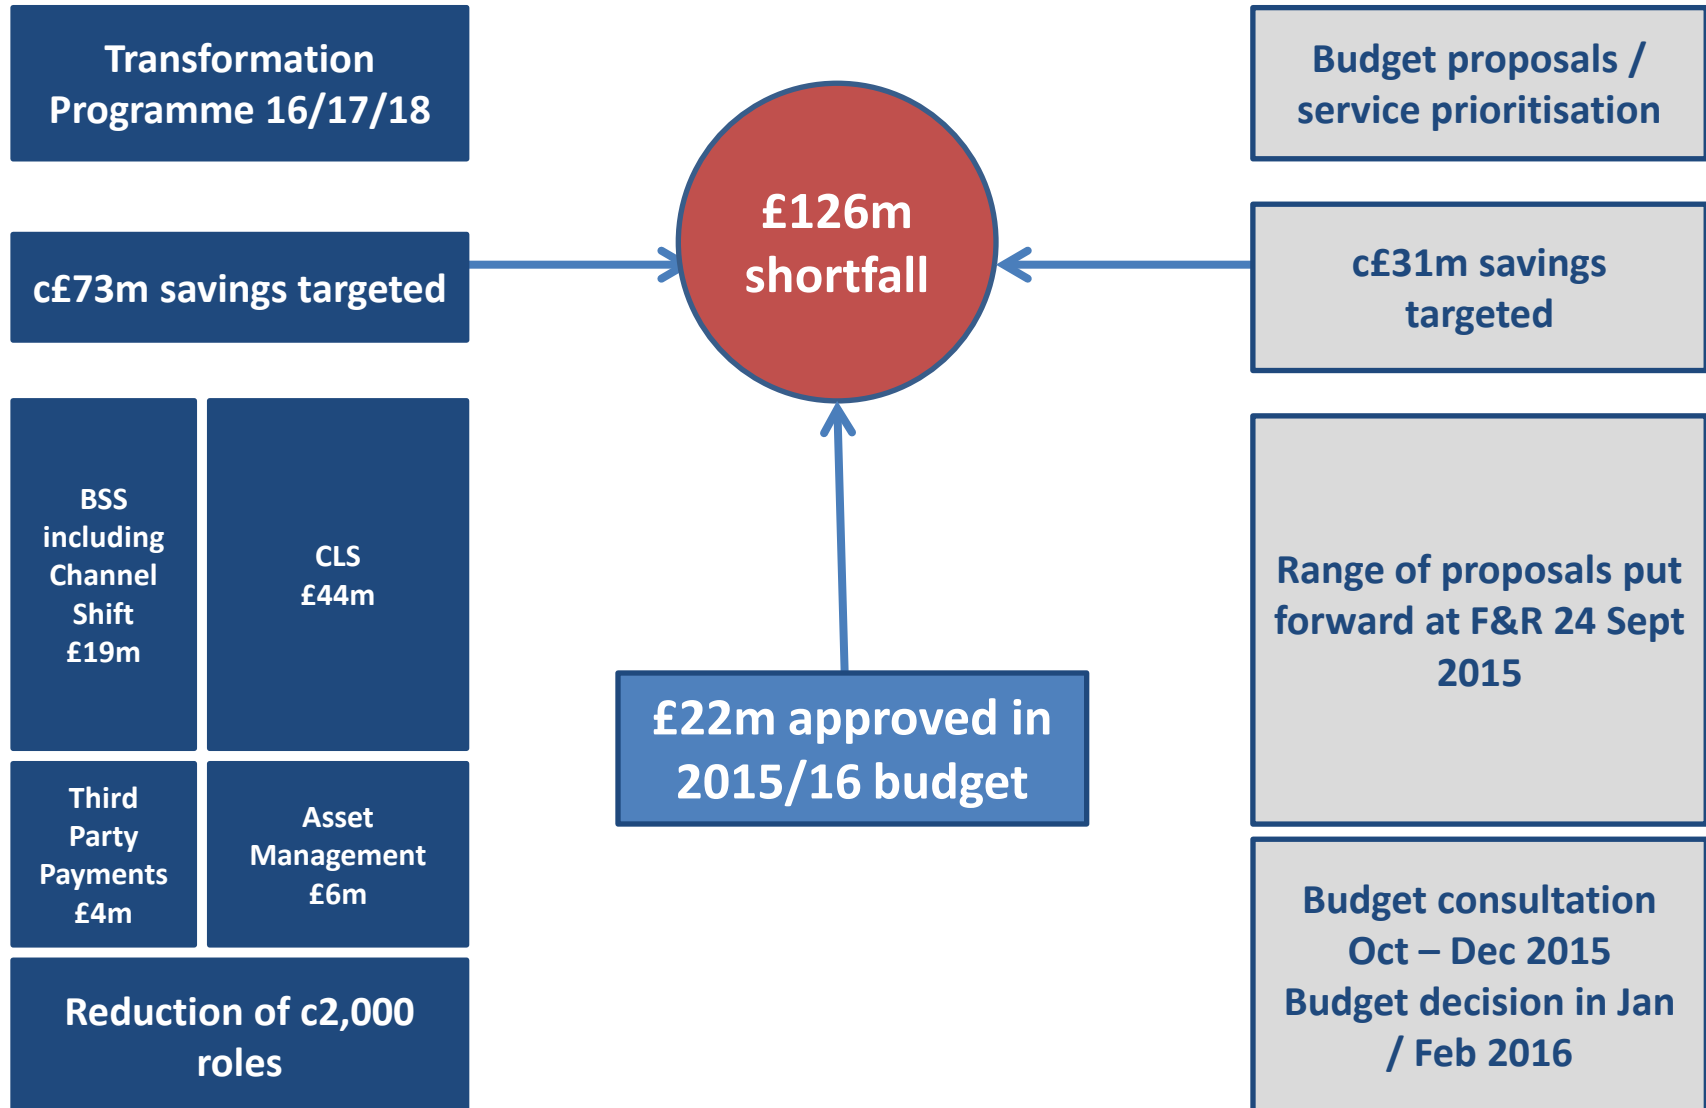 Transformation
Programme 16/17/18
c£73m savings targeted
BSS
including
Channel
Shift
£19m
CLS
£44m
Third
Party
Payments
£4m
Asset
Management
£6m
Reduction of c2,000
roles
£126m
shortfall
£22m approved in
2015/16 budget
Budget proposals /
service prioritisation
c£31m savings
targeted
Range of proposals put
forward at F&R 24 Sept
2015
Budget consultation
Oct – Dec 2015
Budget decision in Jan
/ Feb 2016